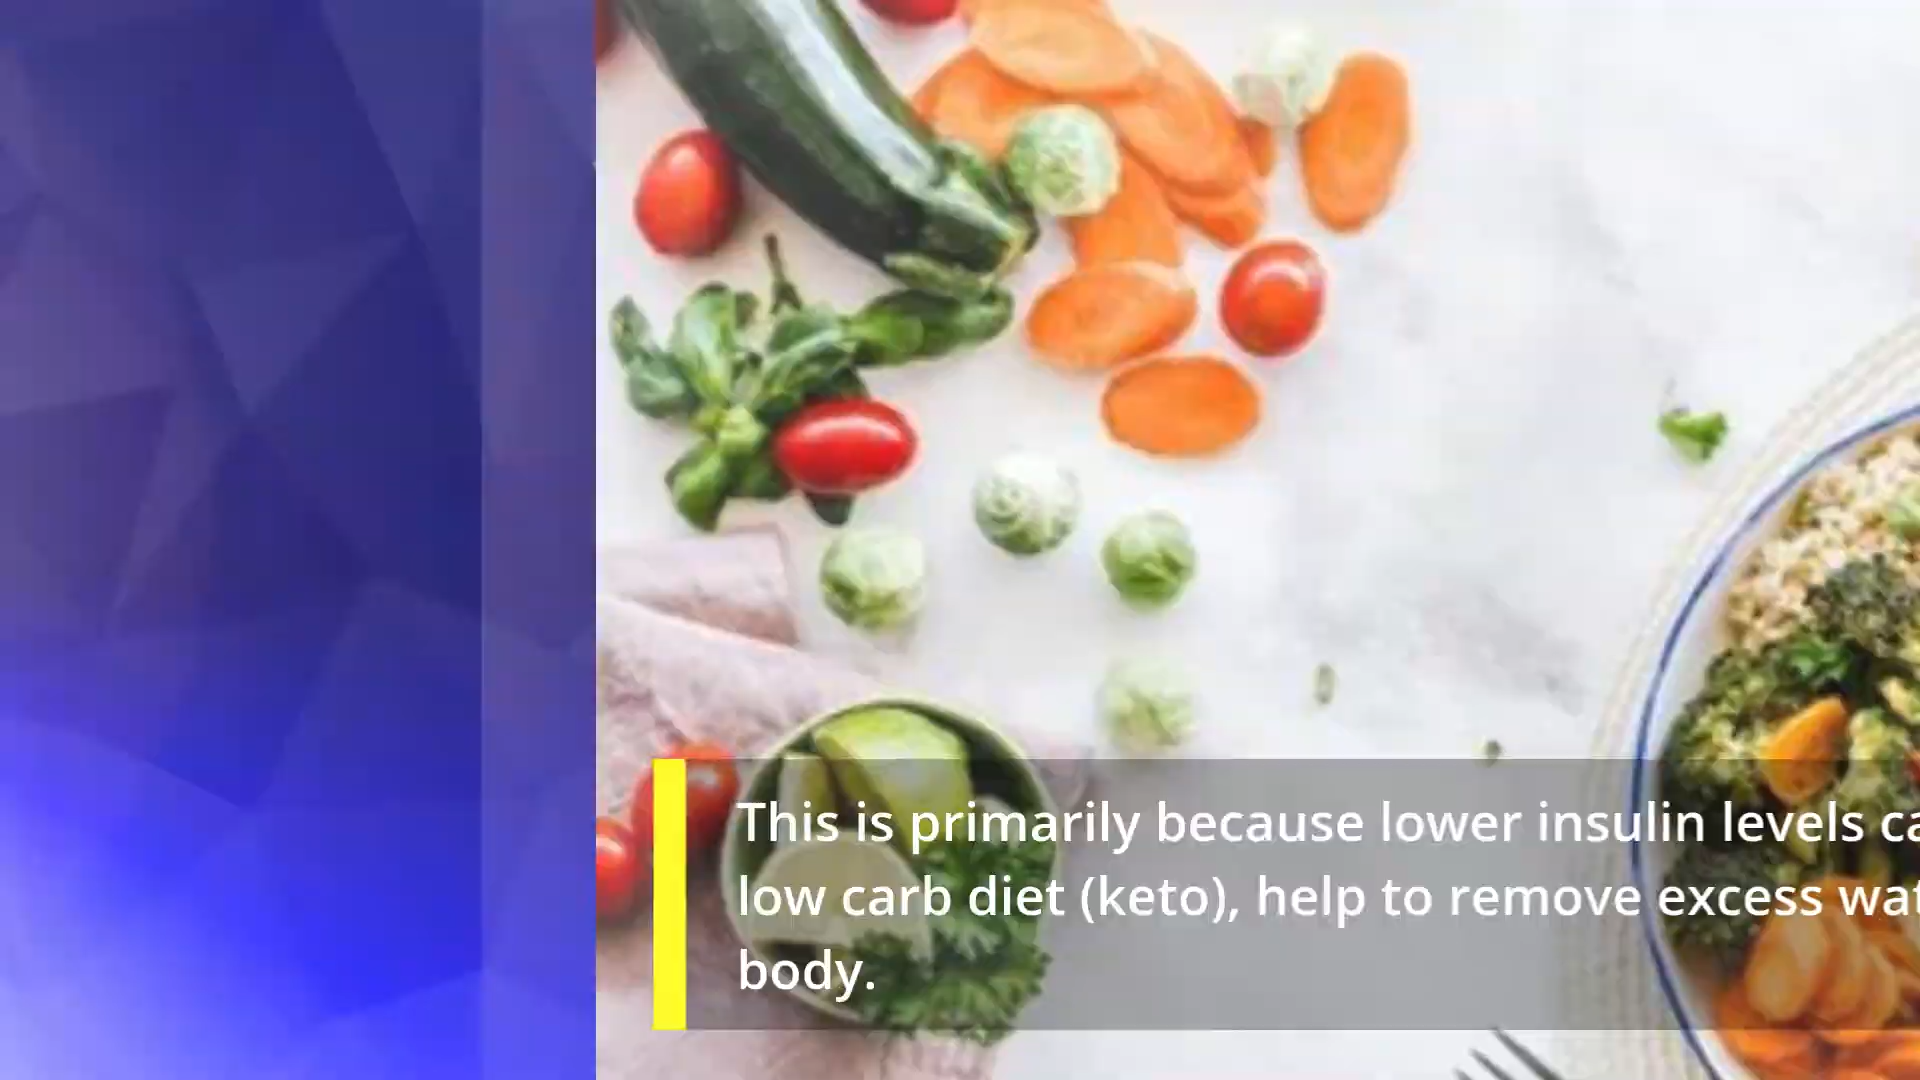 This is primarily because lower insulin levels
low carb diet (keto), help to remove excess
body.